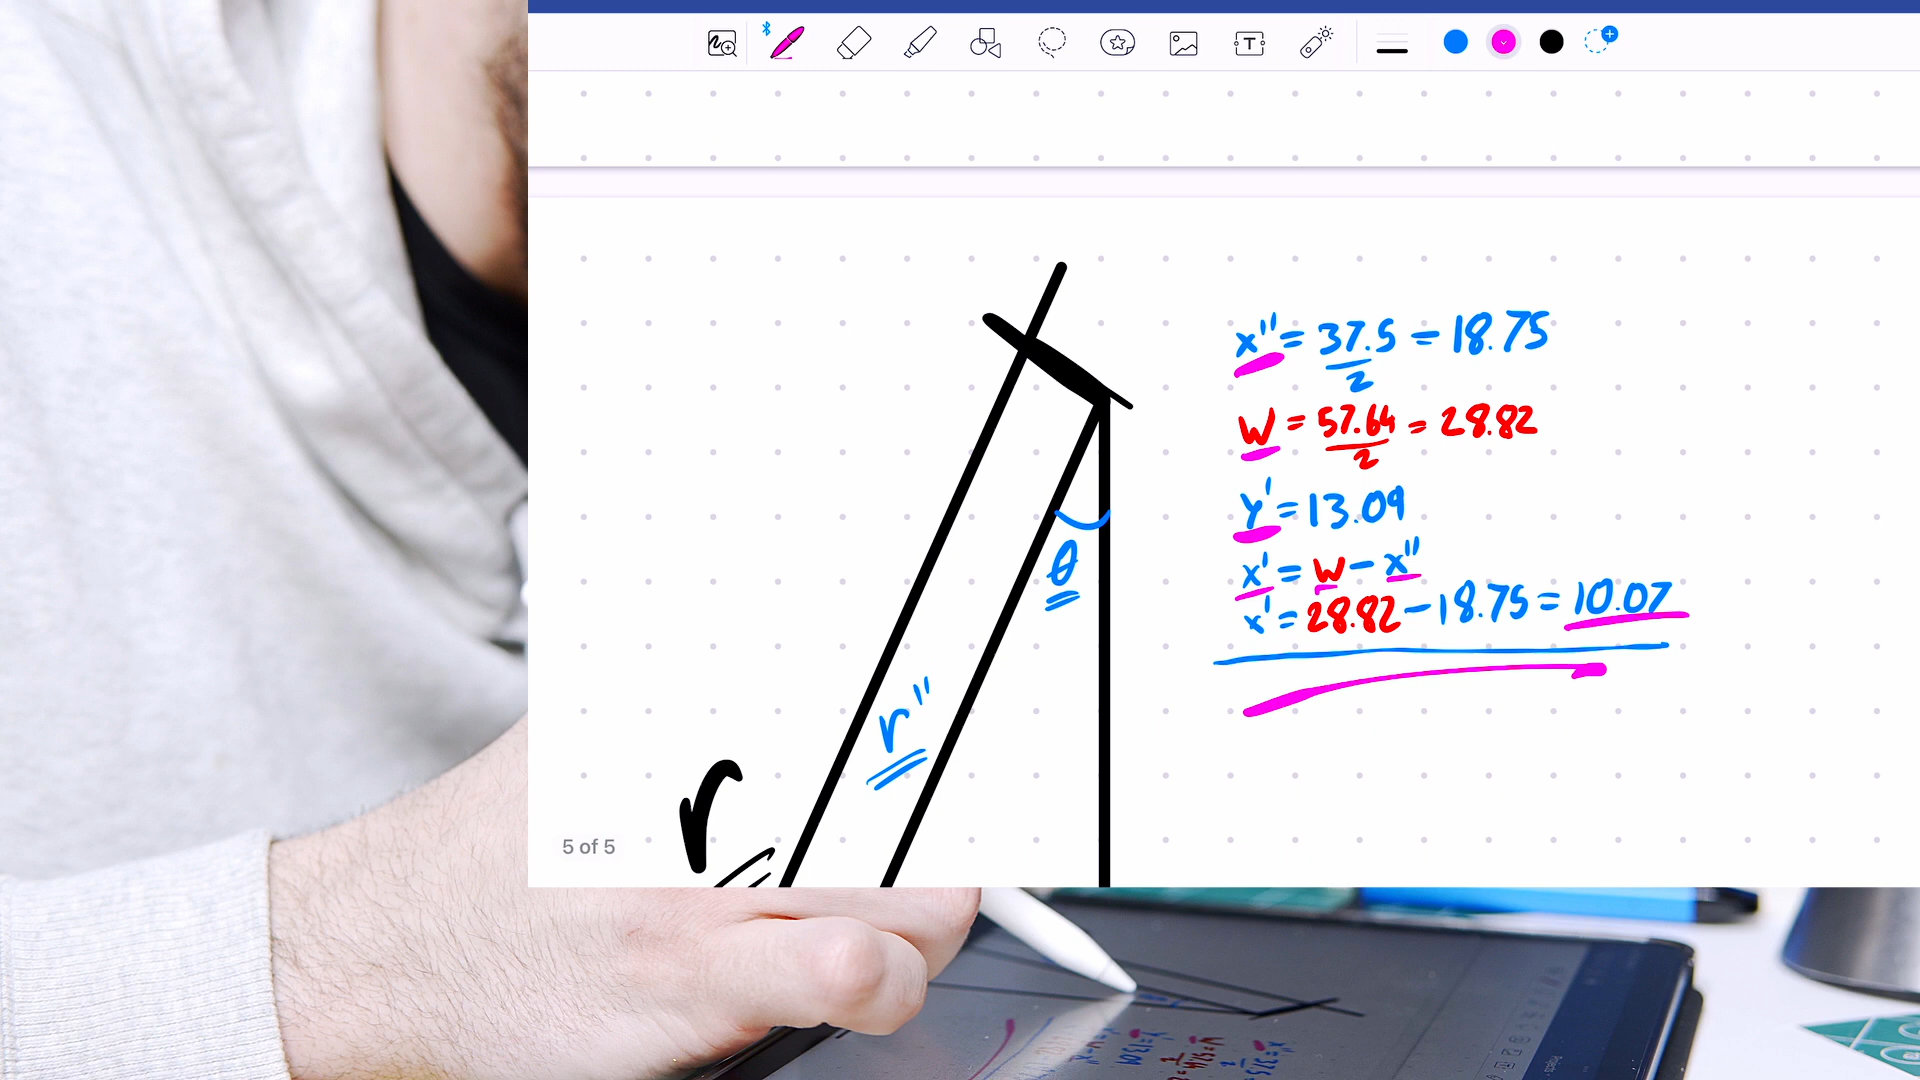 T
x'' = 37.5/2 = 18.75
W = 57.64/2 = 28.82
y' = 13.09
x' = w - x''
x' = 28.82 - 18.75 = 10.07
θ
r''
r
5 of 5